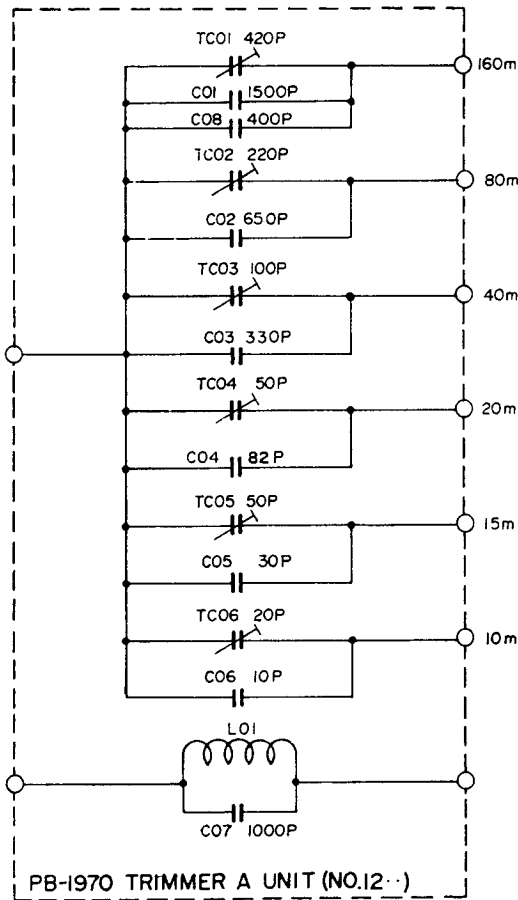 TC01 420P
160m
C01 1500P
C08 400P
TC02 220P
80m
C02 650P
TC03 100P
40m
C03 330P
TC04 50P
20m
C04 82P
TC05 50P
15m
C05 30P
TC06 20P
10m
C06 10P
L01
C07 1000P
PB-1970 TRIMMER A UNIT (NO.12··)